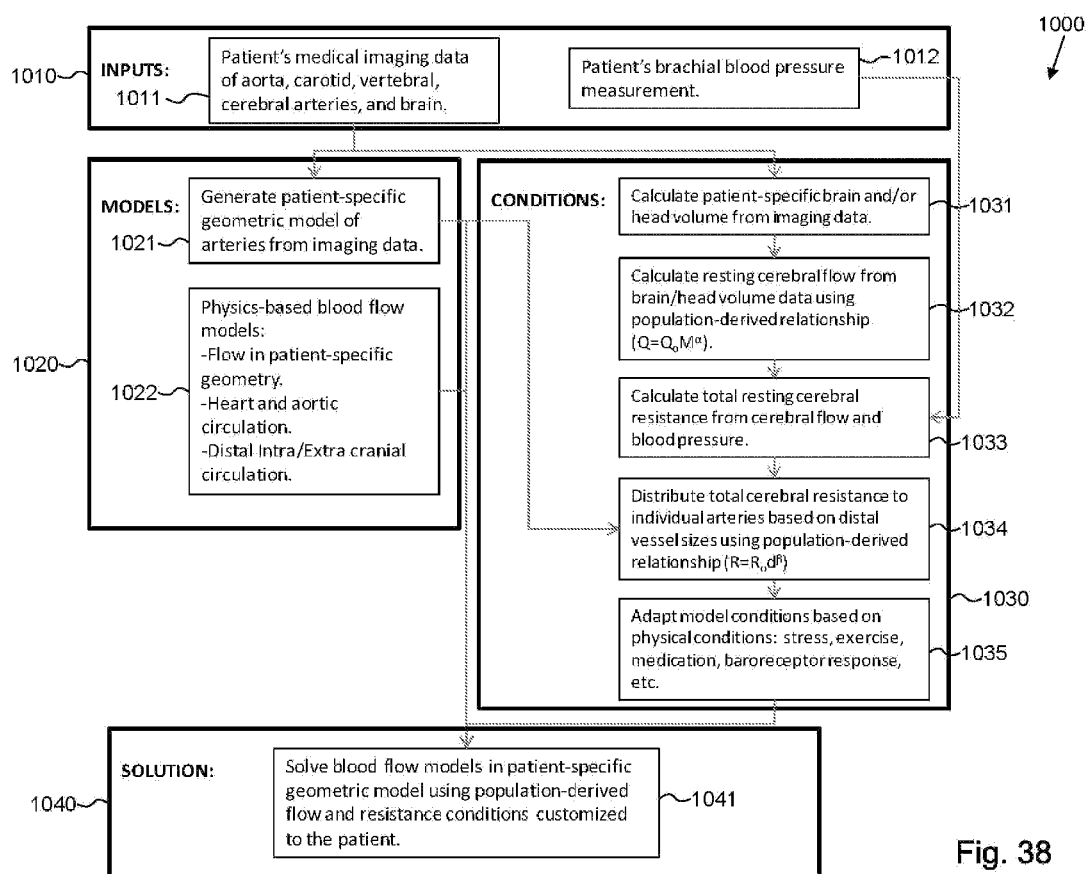 1000
1010
INPUTS:
Patient's medical imaging data
of aorta, carotid, vertebral,
cerebral arteries, and brain.
1011
Patient's brachial blood pressure
measurement.
1012
MODELS:
Generate patient-specific
geometric model of
arteries from imaging data.
1021
Physics-based blood flow
models:
-Flow in patient-specific
geometry.
-Heart and aortic
circulation.
-Distal Intra/Extra cranial
circulation.
1022
1020
CONDITIONS:
Calculate patient-specific brain and/or
head volume from imaging data.
1031
Calculate resting cerebral flow from
brain/head volume data using
population-derived relationship
(Q=QₒMᵅ).
1032
Calculate total resting cerebral
resistance from cerebral flow and
blood pressure.
1033
Distribute total cerebral resistance to
individual arteries based on distal
vessel sizes using population-derived
relationship (R=Rₒdᵝ)
1034
1030
Adapt model conditions based on
physical conditions: stress, exercise,
medication, baroreceptor response,
etc.
1035
SOLUTION:
1040
Solve blood flow models in patient-specific
geometric model using population-derived
flow and resistance conditions customized
to the patient.
1041
Fig. 38